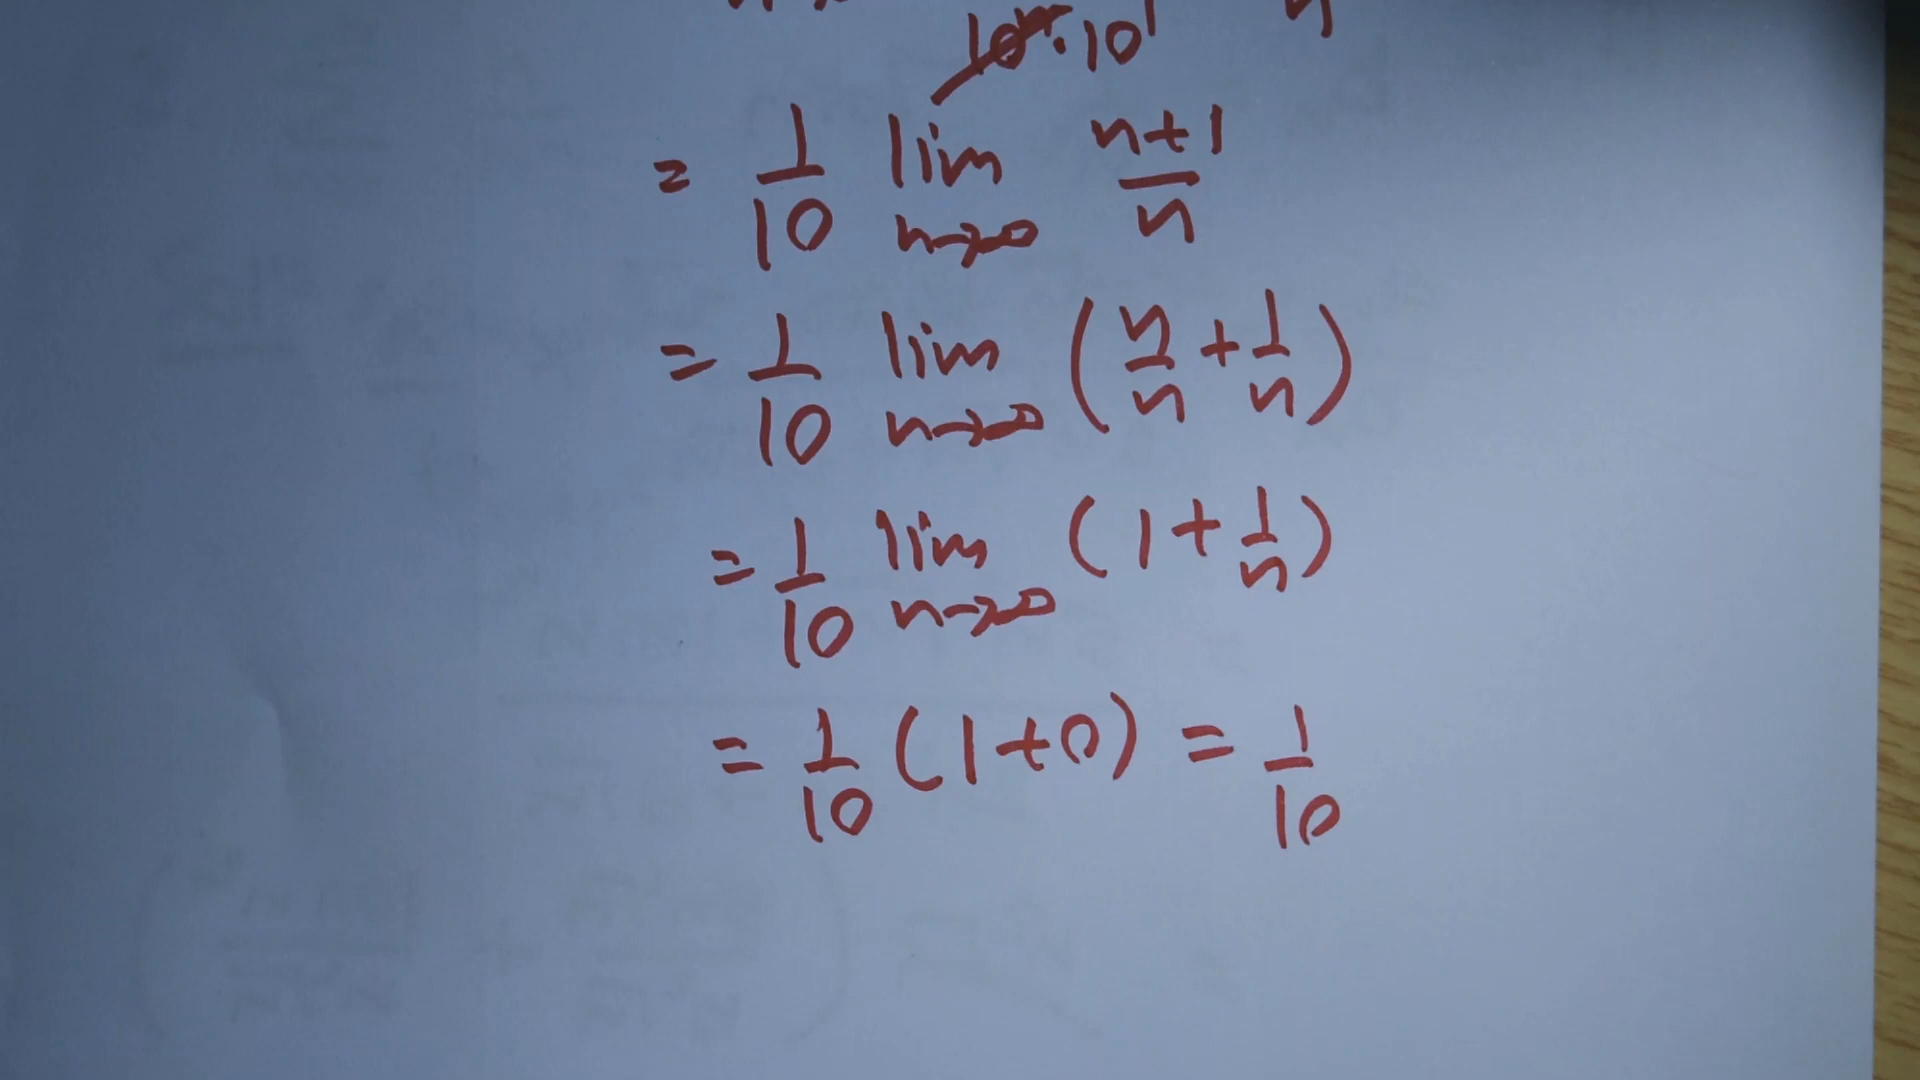 10ⁿ·10¹ n
= 1/10 lim n→∞ n+1/n
= 1/10 lim n→∞ (n/n + 1/n)
= 1/10 lim n→∞ (1 + 1/n)
= 1/10 (1+0) = 1/10